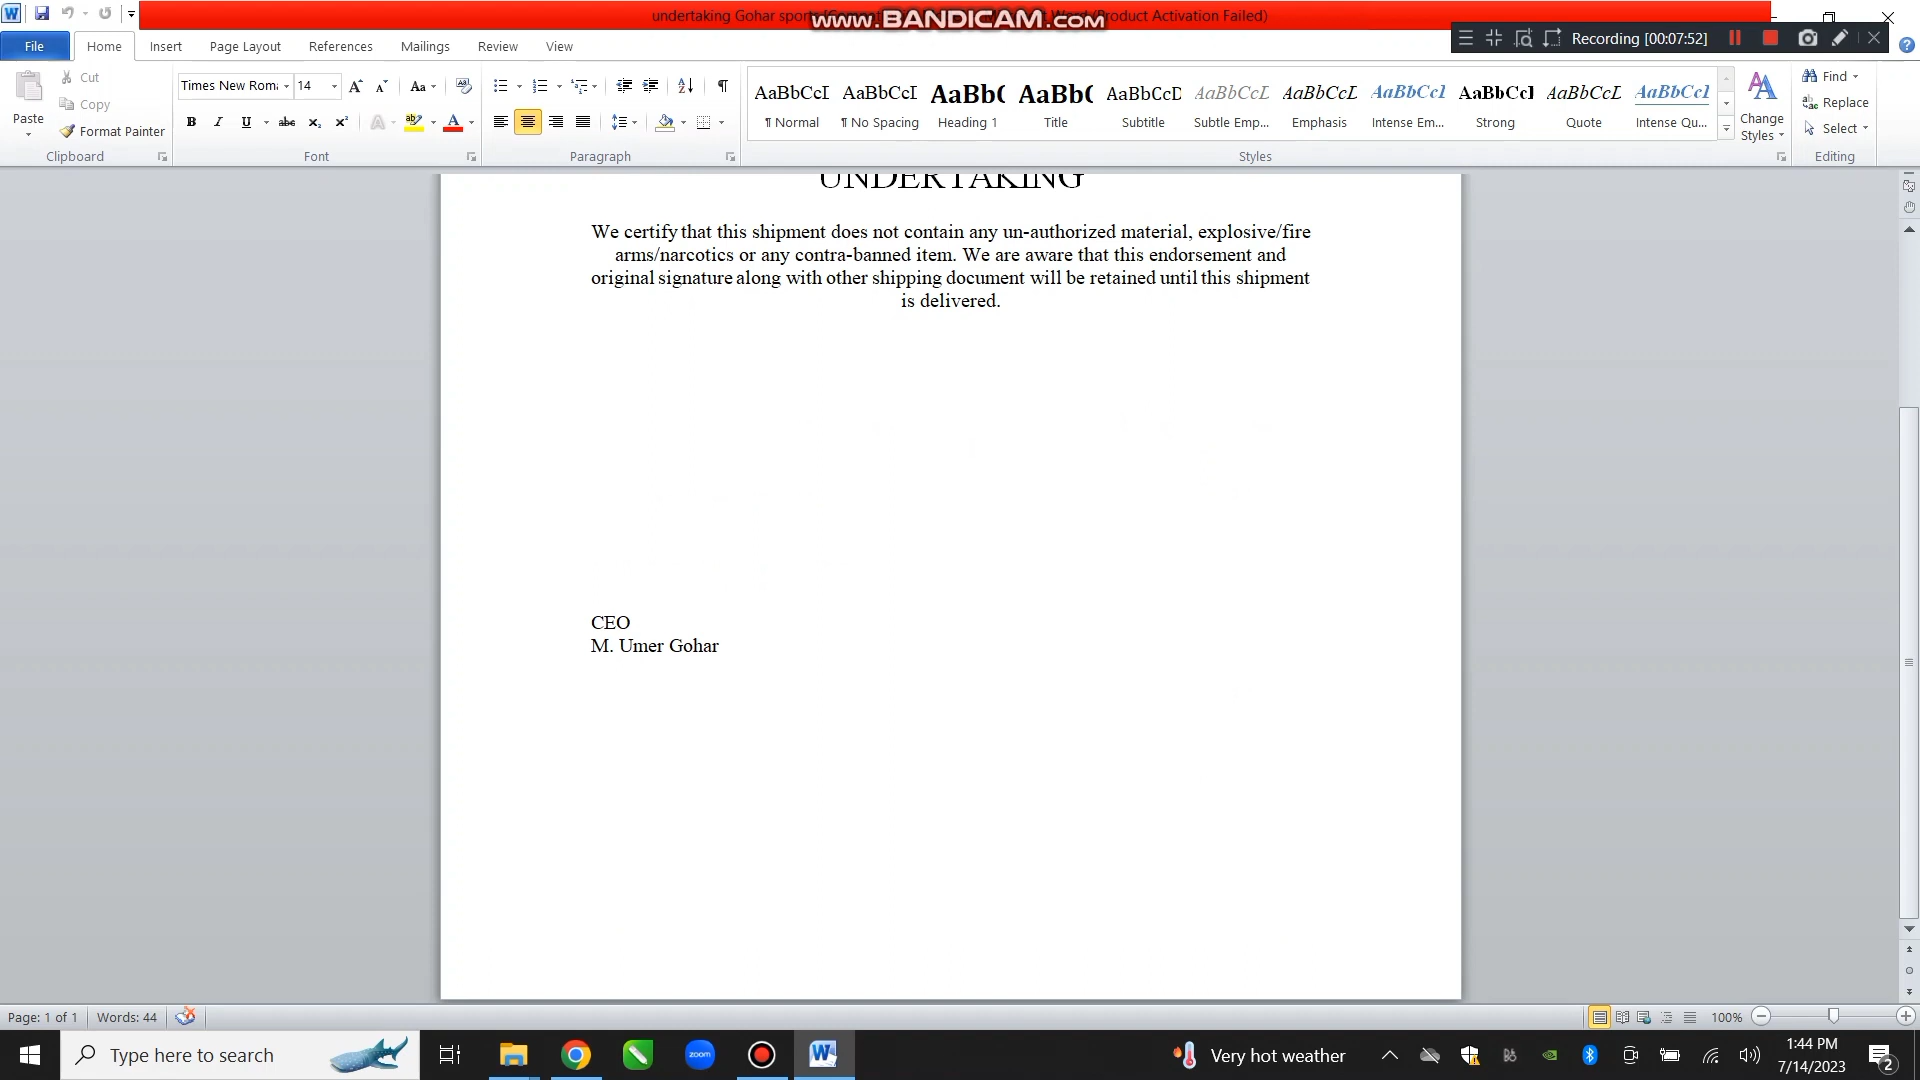 undertaking Gohar sports
www.BANDICAM.com
(Product Activation Failed)
Recording [00:07:52]
File Home Insert Page Layout References Mailings Review View
Paste
Cut
Copy
Format Painter
Clipboard
Times New Rom 14
Aa
B I U abc X₂ X² A
Font
Paragraph
AaBbCcI AaBbCcI AaBb( AaBb( AaBbCcD AaBbCcL AaBbCcL AaBbCcI AaBbCcI AaBbCcL AaBbCcI
¶ Normal ¶ No Spacing Heading 1 Title Subtitle Subtle Emp... Emphasis Intense Em... Strong Quote Intense Qu...
Styles
Change
Styles
Find
Replace
Select
Editing
UNDERTAKING
We certify that this shipment does not contain any un-authorized material, explosive/fire
arms/narcotics or any contra-banned item. We are aware that this endorsement and
original signature along with other shipping document will be retained until this shipment
is delivered.
CEO
M. Umer Gohar
Page: 1 of 1 Words: 44
100%
Type here to search
zoom
Very hot weather
1:44 PM
7/14/2023
2